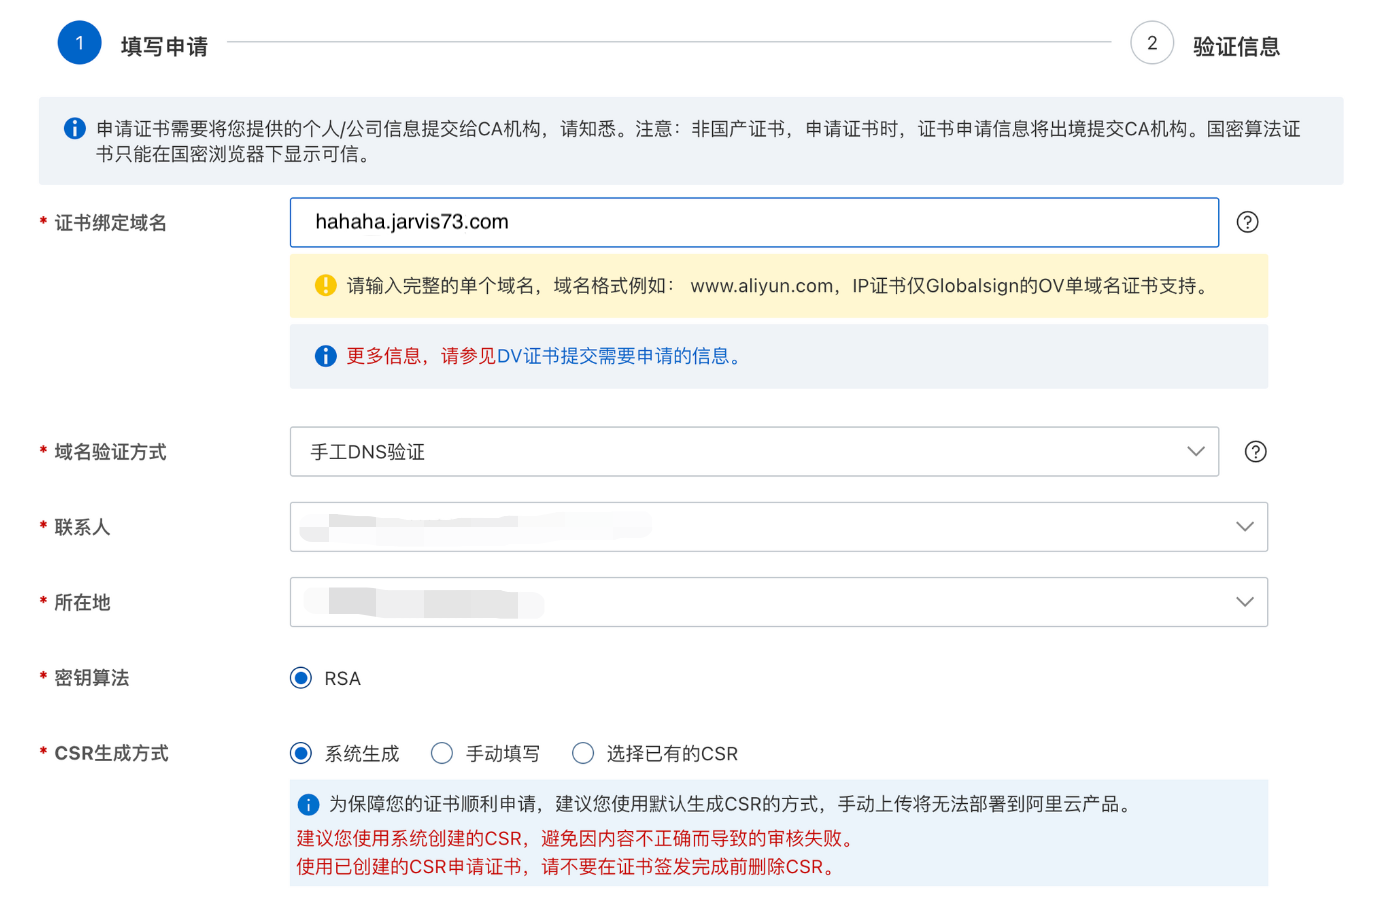 1 填写申请 2 验证信息
申请证书需要将您提供的个人/公司信息提交给CA机构，请知悉。注意：非国产证书，申请证书时，证书申请信息将出境提交CA机构。国密算法证
书只能在国密浏览器下显示可信。
* 证书绑定域名 hahaha.jarvis73.com
请输入完整的单个域名，域名格式例如： www.aliyun.com，IP证书仅Globalsign的OV单域名证书支持。
更多信息，请参见DV证书提交需要申请的信息。
* 域名验证方式 手工DNS验证
* 联系人
* 所在地
* 密钥算法 RSA
* CSR生成方式 系统生成 手动填写 选择已有的CSR
为保障您的证书顺利申请，建议您使用默认生成CSR的方式，手动上传将无法部署到阿里云产品。
建议您使用系统创建的CSR，避免因内容不正确而导致的审核失败。
使用已创建的CSR申请证书，请不要在证书签发完成前删除CSR。